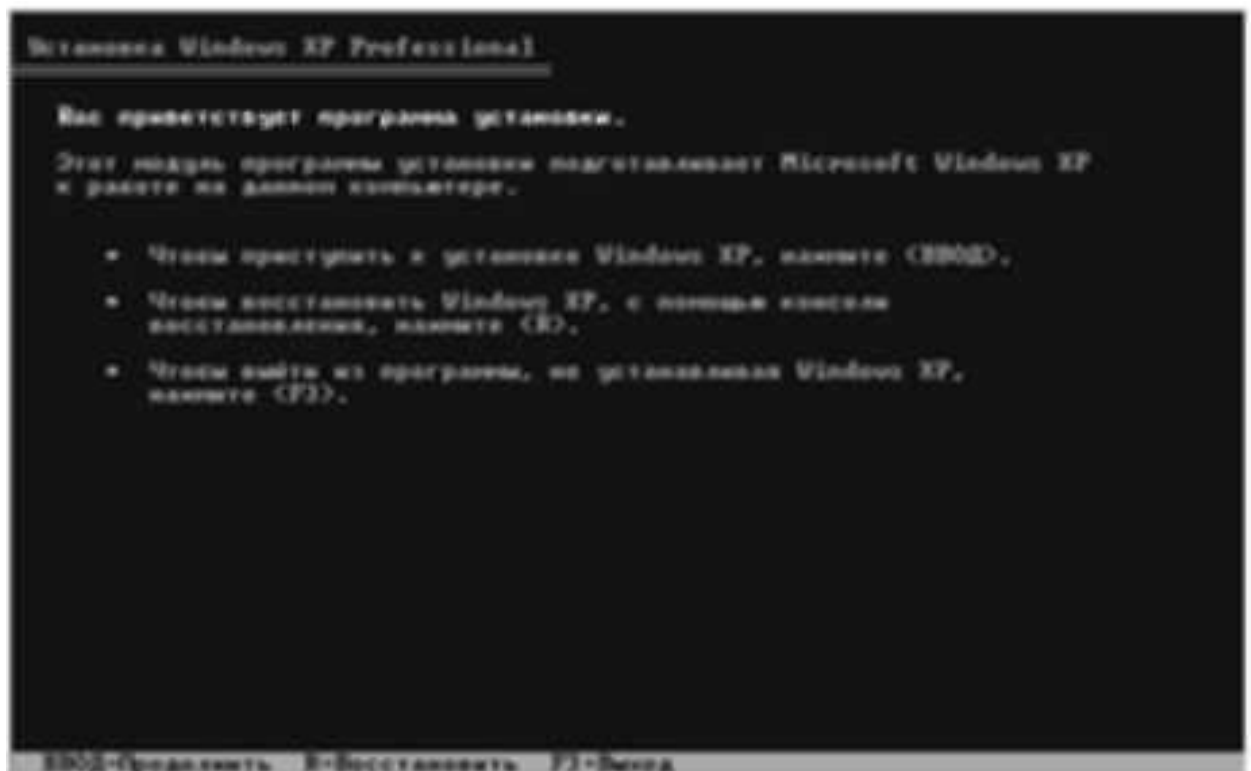 Установка Windows XP Professional
Вас приветствует программа установки.
Этот модуль программы установки подготавливает Microsoft Windows XP
к работе на данном компьютере.
• Чтобы приступить к установке Windows XP, нажмите <ВВОД>.
• Чтобы восстановить Windows XP, с помощью консоли
восстановления, нажмите <R>.
• Чтобы выйти из программы, не устанавливая Windows XP,
нажмите <F3>.
ВВОД=Продолжить R=Восстановить F3=Выход